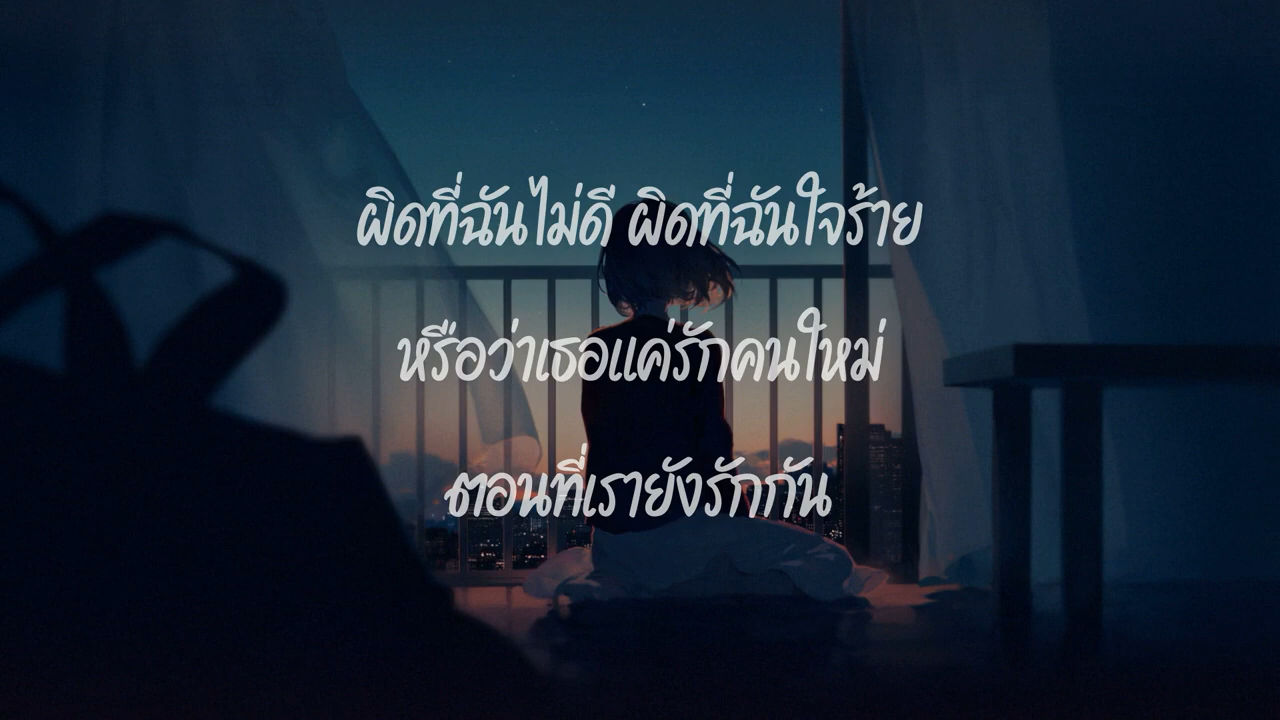 ผิดที่ฉันไม่ดี ผิดที่ฉันใจร้าย
หรือว่าเธอแค่รักคนใหม่
ตอนที่เรายังรักกัน